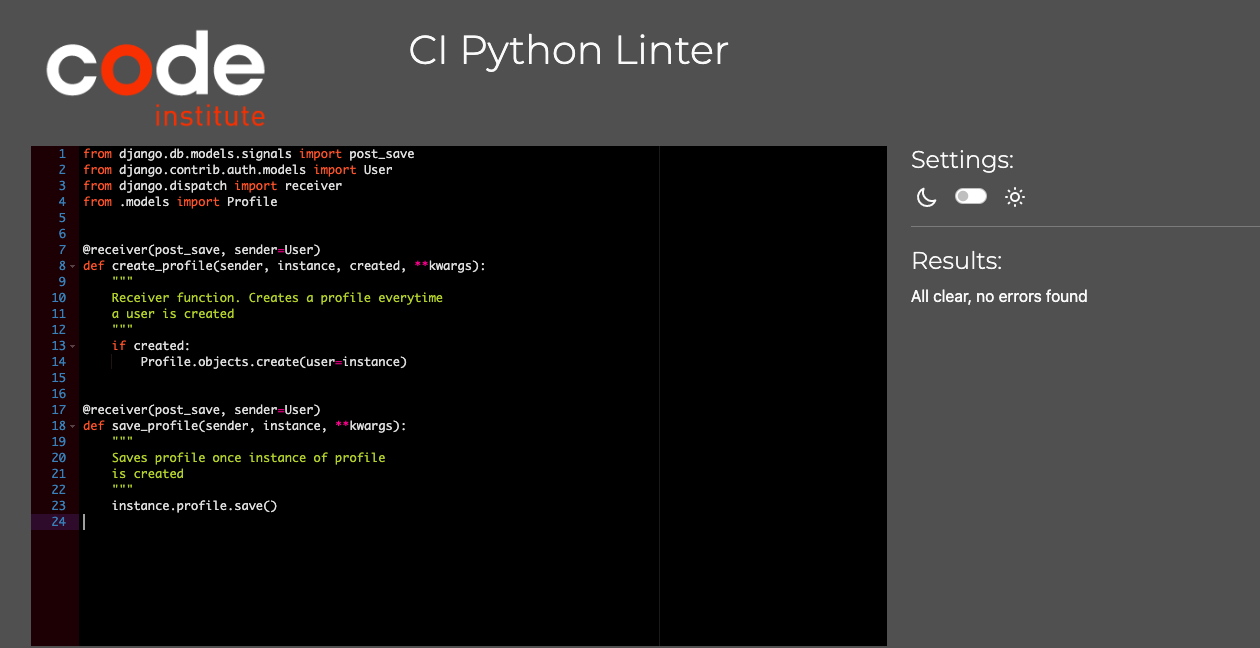 code
institute
CI Python Linter
1 from django.db.models.signals import post_save
2 from django.contrib.auth.models import User
3 from django.dispatch import receiver
4 from .models import Profile
5
6
7 @receiver(post_save, sender=User)
8 def create_profile(sender, instance, created, **kwargs):
9     """
10     Receiver function. Creates a profile everytime
11     a user is created
12     """
13     if created:
14         Profile.objects.create(user=instance)
15
16
17 @receiver(post_save, sender=User)
18 def save_profile(sender, instance, **kwargs):
19     """
20     Saves profile once instance of profile
21     is created
22     """
23     instance.profile.save()
24
Settings:
Results:
All clear, no errors found